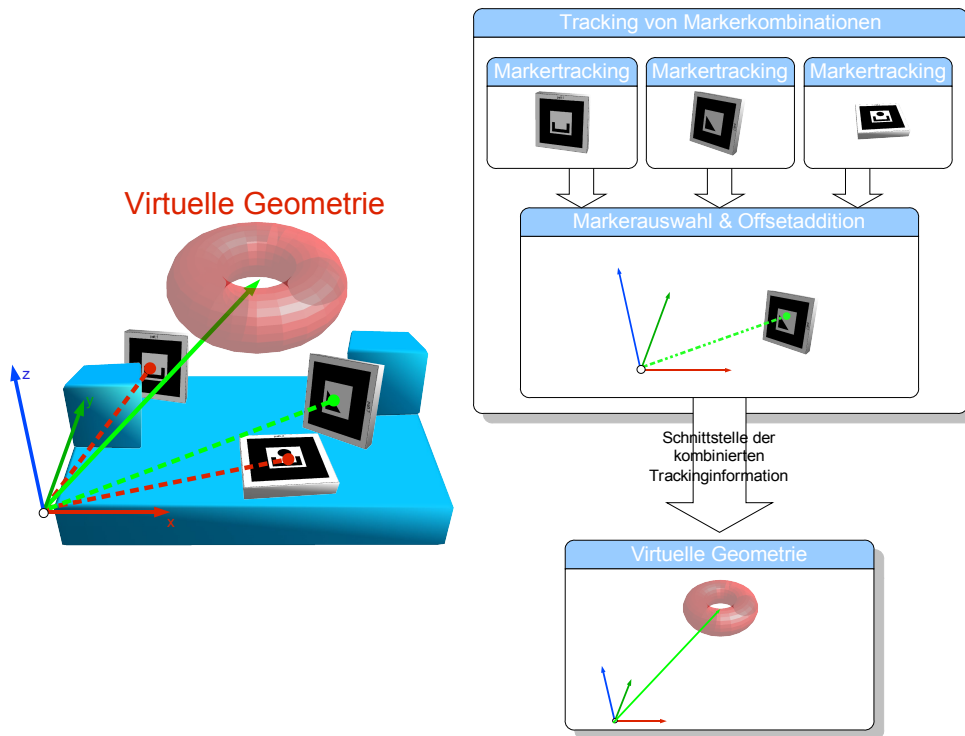 Tracking von Markerkombinationen
Markertracking
Markertracking
Markertracking
Markerauswahl & Offsetaddition
Virtuelle Geometrie
z
y
x
Schnittstelle der
kombinierten
Trackinginformation
Virtuelle Geometrie